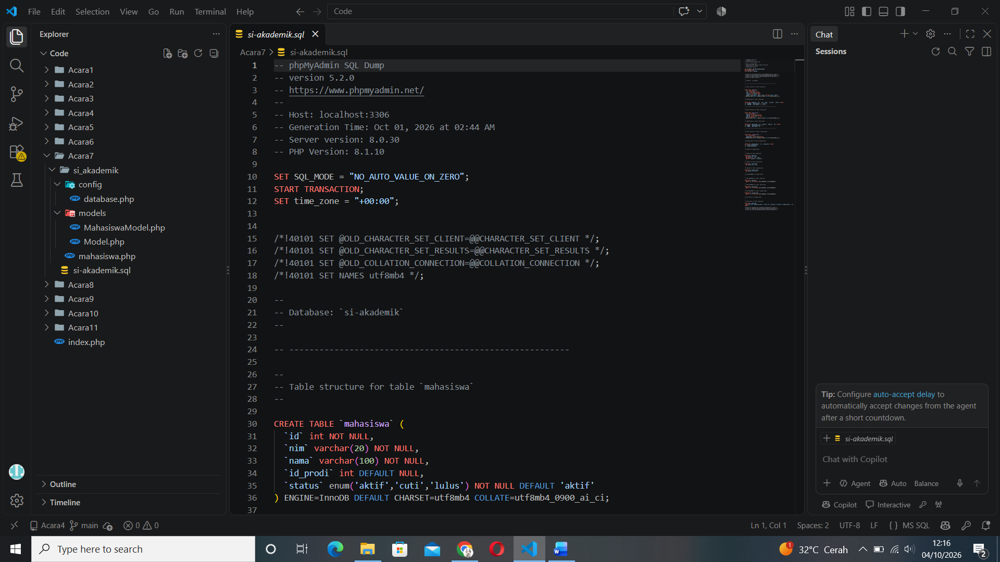 File Edit Selection View Go Run Terminal Help
Code
Explorer
Code
Acara1
Acara2
Acara3
Acara4
Acara5
Acara6
Acara7
si_akademik
config
database.php
models
MahasiswaModel.php
Model.php
mahasiswa.php
si-akademik.sql
Acara8
Acara9
Acara10
Acara11
index.php
Outline
Timeline
si-akademik.sql
Acara7 > si-akademik.sql
1 -- phpMyAdmin SQL Dump
2 -- version 5.2.0
3 -- https://www.phpmyadmin.net/
4 --
5 -- Host: localhost:3306
6 -- Generation Time: Oct 01, 2026 at 02:44 AM
7 -- Server version: 8.0.30
8 -- PHP Version: 8.1.10
9
10 SET SQL_MODE = "NO_AUTO_VALUE_ON_ZERO";
11 START TRANSACTION;
12 SET time_zone = "+00:00";
13
14
15 /*!40101 SET @OLD_CHARACTER_SET_CLIENT=@@CHARACTER_SET_CLIENT */;
16 /*!40101 SET @OLD_CHARACTER_SET_RESULTS=@@CHARACTER_SET_RESULTS */;
17 /*!40101 SET @OLD_COLLATION_CONNECTION=@@COLLATION_CONNECTION */;
18 /*!40101 SET NAMES utf8mb4 */;
19
20 --
21 -- Database: `si-akademik`
22 --
23
24 -- --------------------------------------------------------
25
26 --
27 -- Table structure for table `mahasiswa`
28 --
29
30 CREATE TABLE `mahasiswa` (
31 `id` int NOT NULL,
32 `nim` varchar(20) NOT NULL,
33 `nama` varchar(100) NOT NULL,
34 `id_prodi` int DEFAULT NULL,
35 `status` enum('aktif','cuti','lulus') NOT NULL DEFAULT 'aktif'
36 ) ENGINE=InnoDB DEFAULT CHARSET=utf8mb4 COLLATE=utf8mb4_0900_ai_ci;
37
Chat
Sessions
Tip: Configure auto-accept delay to
automatically accept changes from the agent
after a short countdown.
si-akademik.sql
Chat with Copilot
Agent Auto Balance
Copilot Interactive
Acara4 main 0 0
Ln 1, Col 1 Spaces: 2 UTF-8 LF { } MS SQL
Type here to search
1
32°C Cerah
12:16
04/10/2026
2